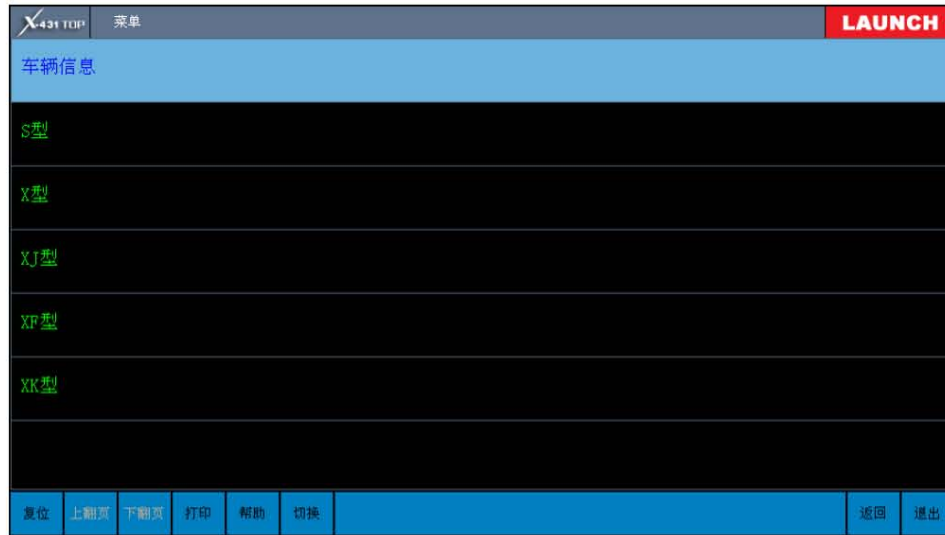 X-431 TOP 菜单 LAUNCH
车辆信息
S型
X型
XJ型
XF型
XK型
复位 上翻页 下翻页 打印 帮助 切换 返回 退出